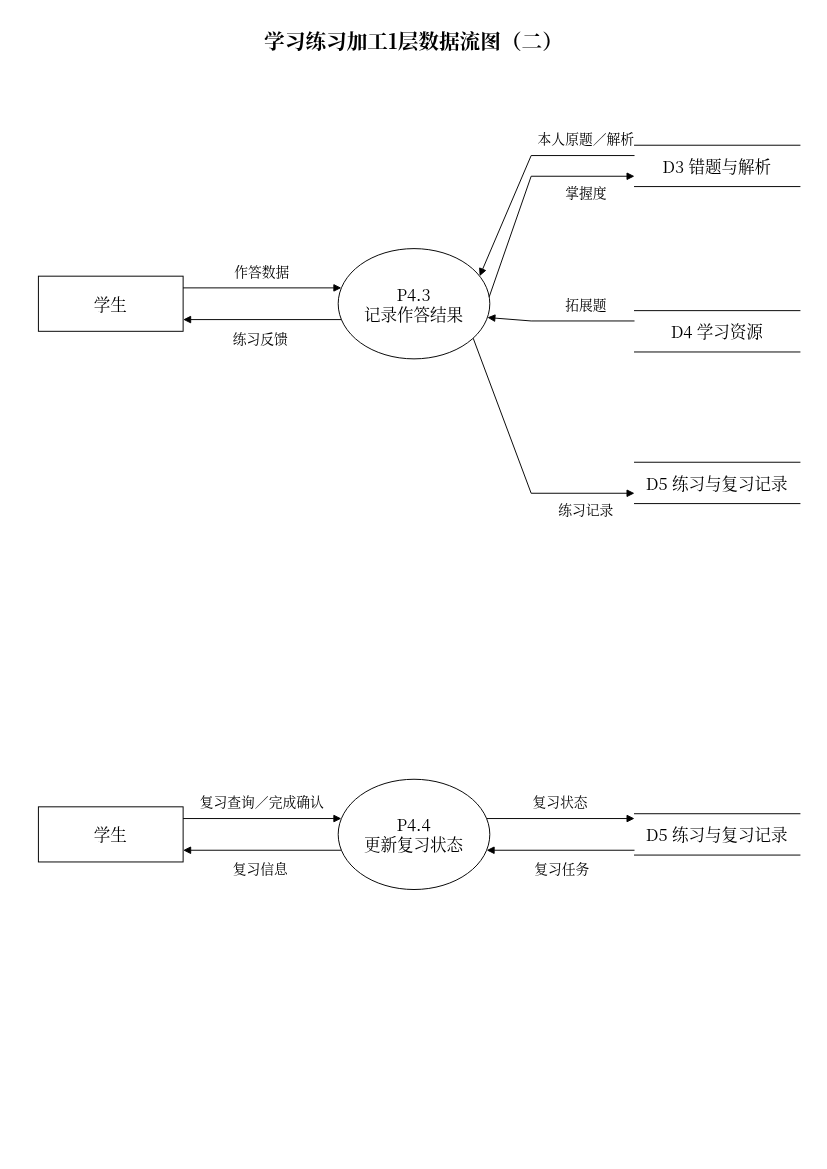 学习练习加工1层数据流图（二）
本人原题／解析
D3 错题与解析
掌握度
作答数据
学生
P4.3
记录作答结果
拓展题
练习反馈
D4 学习资源
D5 练习与复习记录
练习记录
复习查询／完成确认
复习状态
学生
P4.4
更新复习状态
D5 练习与复习记录
复习信息
复习任务